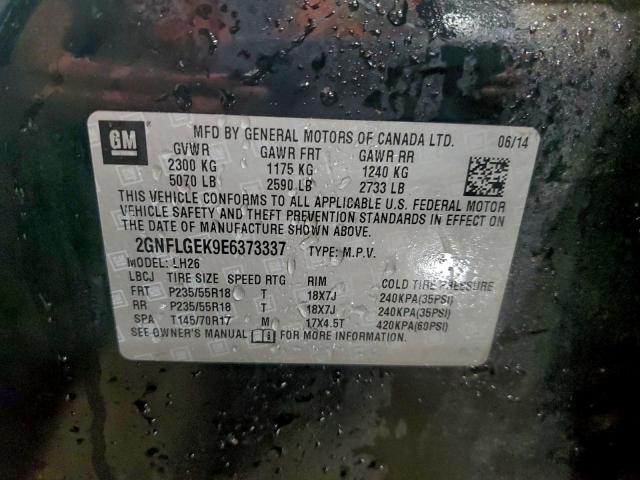 GM
MFD BY GENERAL MOTORS OF CANADA LTD. 06/14
GVWR GAWR FRT GAWR RR
2300 KG 1175 KG 1240 KG
5070 LB 2590 LB 2733 LB
THIS VEHICLE CONFORMS TO ALL APPLICABLE U.S. FEDERAL MOTOR
VEHICLE SAFETY AND THEFT PREVENTION STANDARDS IN EFFECT ON
THE DATE OF MANUFACTURE SHOWN ABOVE.
2GNFLGEK9E6373337 TYPE: M.P.V.
MODEL: LH26
LBCJ TIRE SIZE SPEED RTG RIM COLD TIRE PRESSURE
FRT P235/55R18 T 18X7J 240KPA(35PSI)
RR P235/55R18 T 18X7J 240KPA(35PSI)
SPA T145/70R17 M 17X4.5T 420KPA(60PSI)
SEE OWNER'S MANUAL FOR MORE INFORMATION.